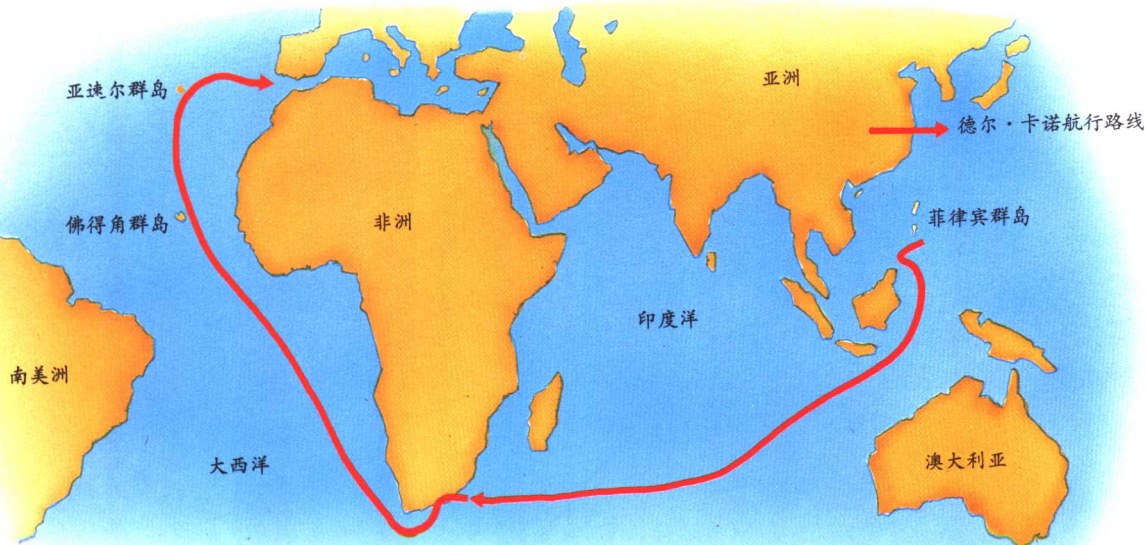 亚洲
亚速尔群岛
德尔·卡诺航行路线
佛得角群岛
非洲
菲律宾群岛
印度洋
南美洲
大西洋
澳大利亚